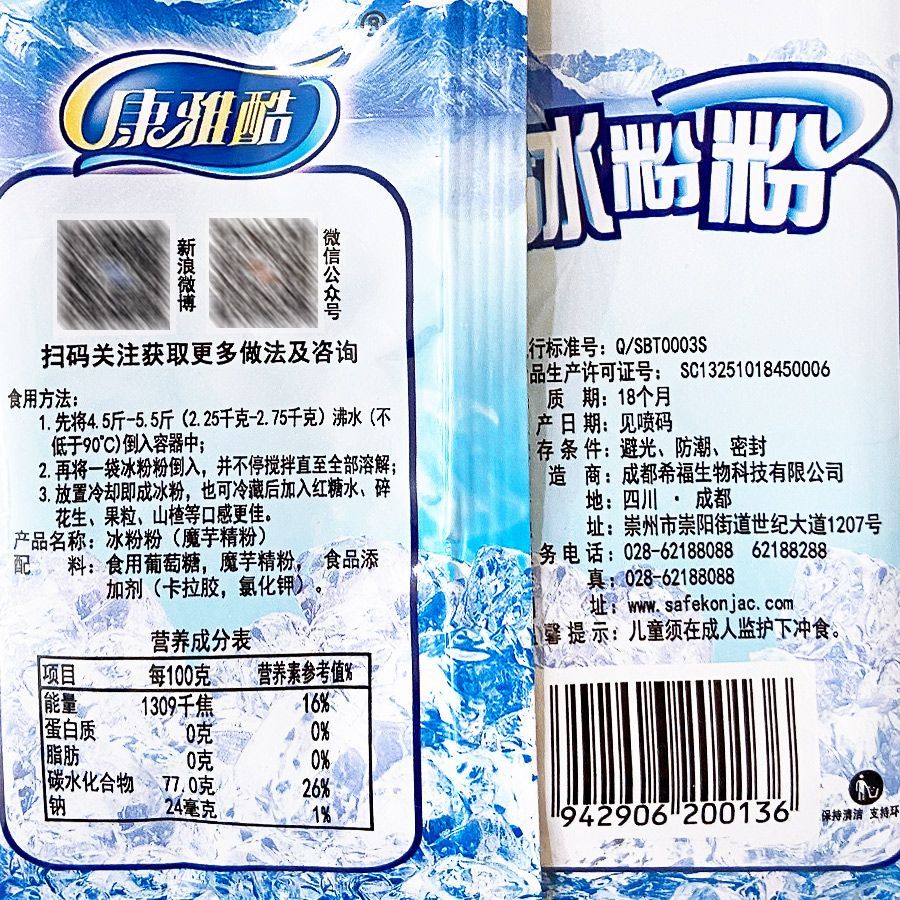 康雅酷
新浪微博
微信公众号
扫码关注获取更多做法及咨询
食用方法:
1.先将4.5斤-5.5斤(2.25千克-2.75千克)沸水(不
低于90℃)倒入容器中;
2.再将一袋冰粉粉倒入,并不停搅拌直至全部溶解;
3.放置冷却即成冰粉,也可冷藏后加入红糖水、碎
花生、果粒、山楂等口感更佳。
产品名称:冰粉粉(魔芋精粉)
配 料:食用葡萄糖,魔芋精粉, 食品添
加剂(卡拉胶,氯化钾)。
营养成分表
项目 每100克 营养素参考值%
能量 1309千焦 16%
蛋白质 0克 0%
脂肪 0克 0%
碳水化合物 77.0克 26%
钠 24毫克 1%
冰粉粉
行标准号:Q/SBT0003S
品生产许可证号: SC13251018450006
质 期:18个月
产日期:见喷码
存条件:避光、防潮、密封
造 商:成都希福生物科技有限公司
地:四川·成都
址:崇州市崇阳街道世纪大道1207号
务电话:028-62188088 62188288
真:028-62188088
址:www.safekonjac.com
馨提示:儿童须在成人监护下冲食。
942906 200136
保持清洁 支持环